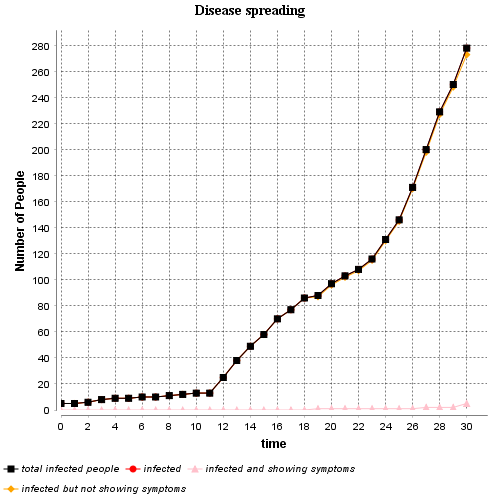 Disease spreading
Number of People
280
260
240
220
200
180
160
140
120
100
80
60
40
20
0
0 2 4 6 8 10 12 14 16 18 20 22 24 26 28 30
time
total infected people infected infected and showing symptoms
infected but not showing symptoms